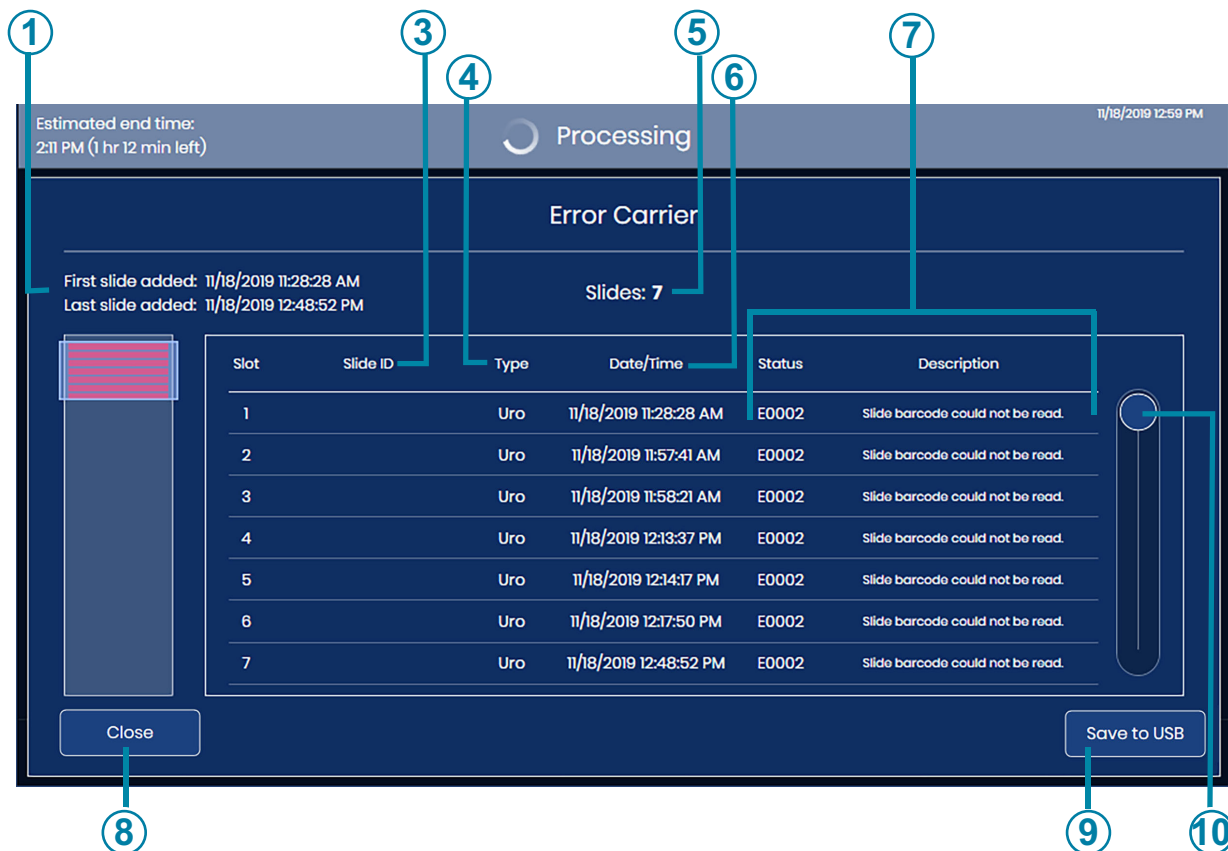 1
3
5
7
4
6
Estimated end time:
2:11 PM (1 hr 12 min left)
Processing
11/18/2019 12:59 PM
Error Carrier
First slide added: 11/18/2019 11:28:28 AM
Last slide added: 11/18/2019 12:48:52 PM
Slides: 7
Slot Slide ID Type Date/Time Status Description
1 Uro 11/18/2019 11:28:28 AM E0002 Slide barcode could not be read.
2 Uro 11/18/2019 11:57:41 AM E0002 Slide barcode could not be read.
3 Uro 11/18/2019 11:58:21 AM E0002 Slide barcode could not be read.
4 Uro 11/18/2019 12:13:37 PM E0002 Slide barcode could not be read.
5 Uro 11/18/2019 12:14:17 PM E0002 Slide barcode could not be read.
6 Uro 11/18/2019 12:17:50 PM E0002 Slide barcode could not be read.
7 Uro 11/18/2019 12:48:52 PM E0002 Slide barcode could not be read.
Close
Save to USB
8
9
10